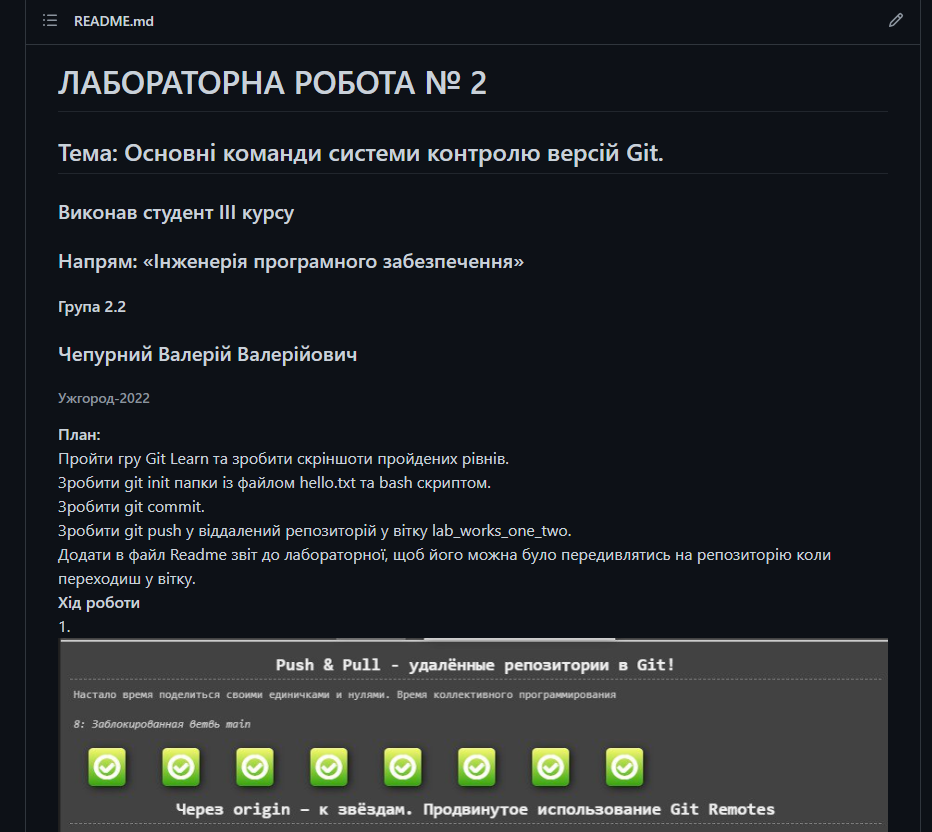 README.md
ЛАБОРАТОРНА РОБОТА № 2
Тема: Основні команди системи контролю версій Git.
Виконав студент III курсу
Напрям: «Інженерія програмного забезпечення»
Група 2.2
Чепурний Валерій Валерійович
Ужгород-2022
План:
Пройти гру Git Learn та зробити скріншоти пройдених рівнів.
Зробити git init папки із файлом hello.txt та bash скриптом.
Зробити git commit.
Зробити git push у віддалений репозиторій у вітку lab_works_one_two.
Додати в файл Readme звіт до лабораторної, щоб його можна було передивлятись на репозиторію коли
переходиш у вітку.
Хід роботи
1.
Push & Pull - удалённые репозитории в Git!
Настало время поделиться своими единичками и нулями. Время коллективного программирования
8: Заблокированная ветвь main
Через origin – к звёздам. Продвинутое использование Git Remotes